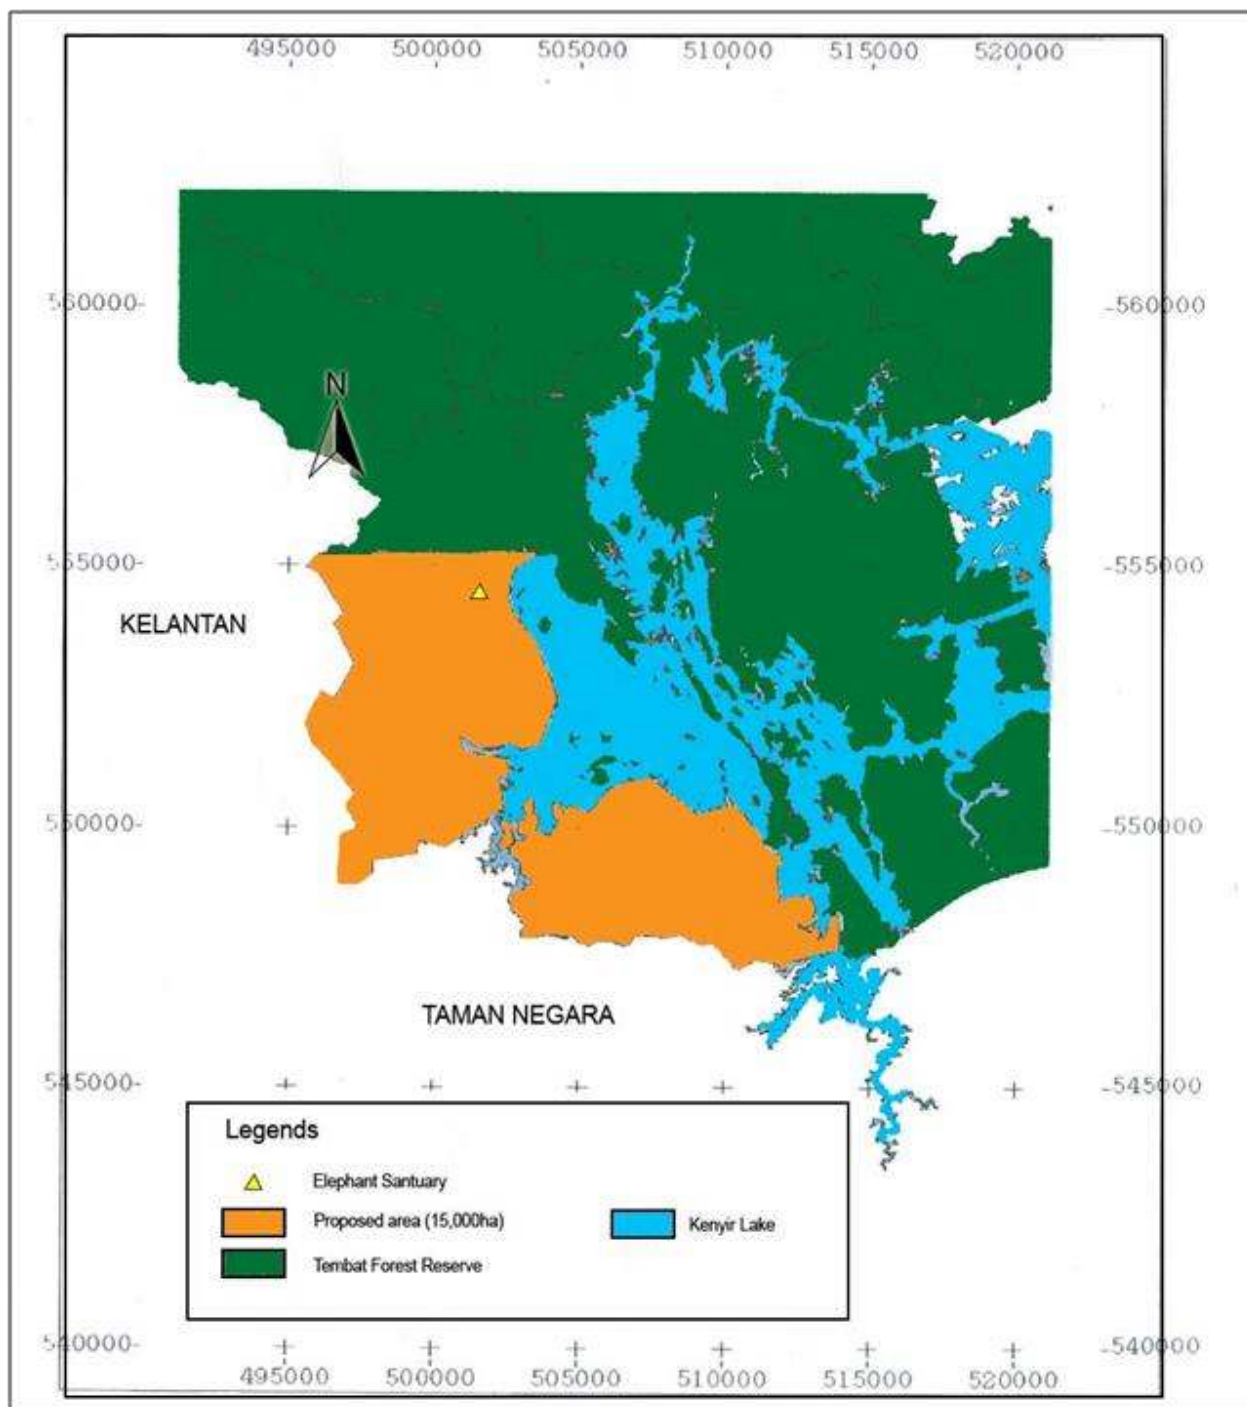 495000 500000 505000 510000 515000 520000
N
560000- -560000
555000- -555000
KELANTAN
550000- -550000
TAMAN NEGARA
545000- -545000
Legends
Elephant Santuary
Proposed area (15,000ha) Kenyir Lake
Tembat Forest Reserve
540000- -540000
495000 500000 505000 510000 515000 520000